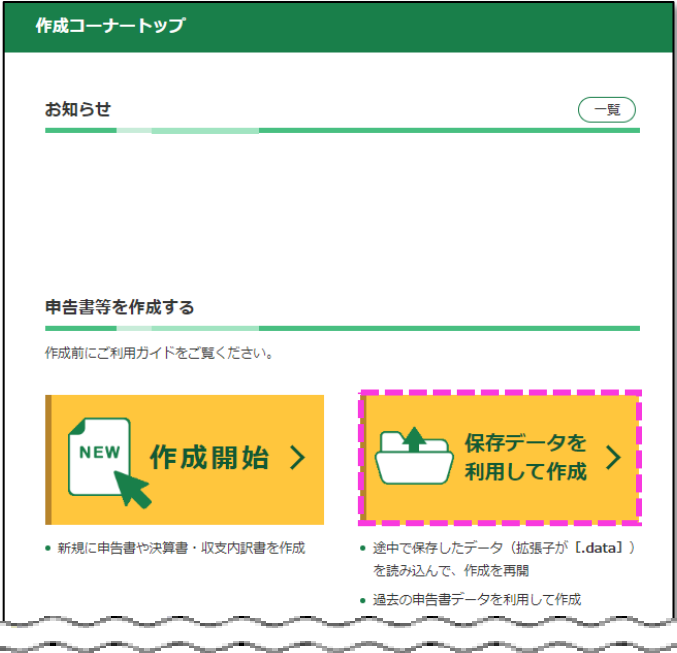 作成コーナートップ
お知らせ
一覧
申告書等を作成する
作成前にご利用ガイドをご覧ください。
NEW
作成開始
保存データを
利用して作成
• 新規に申告書や決算書・収支内訳書を作成
• 途中で保存したデータ（拡張子が【.data】）
を読み込んで、作成を再開
• 過去の申告書データを利用して作成